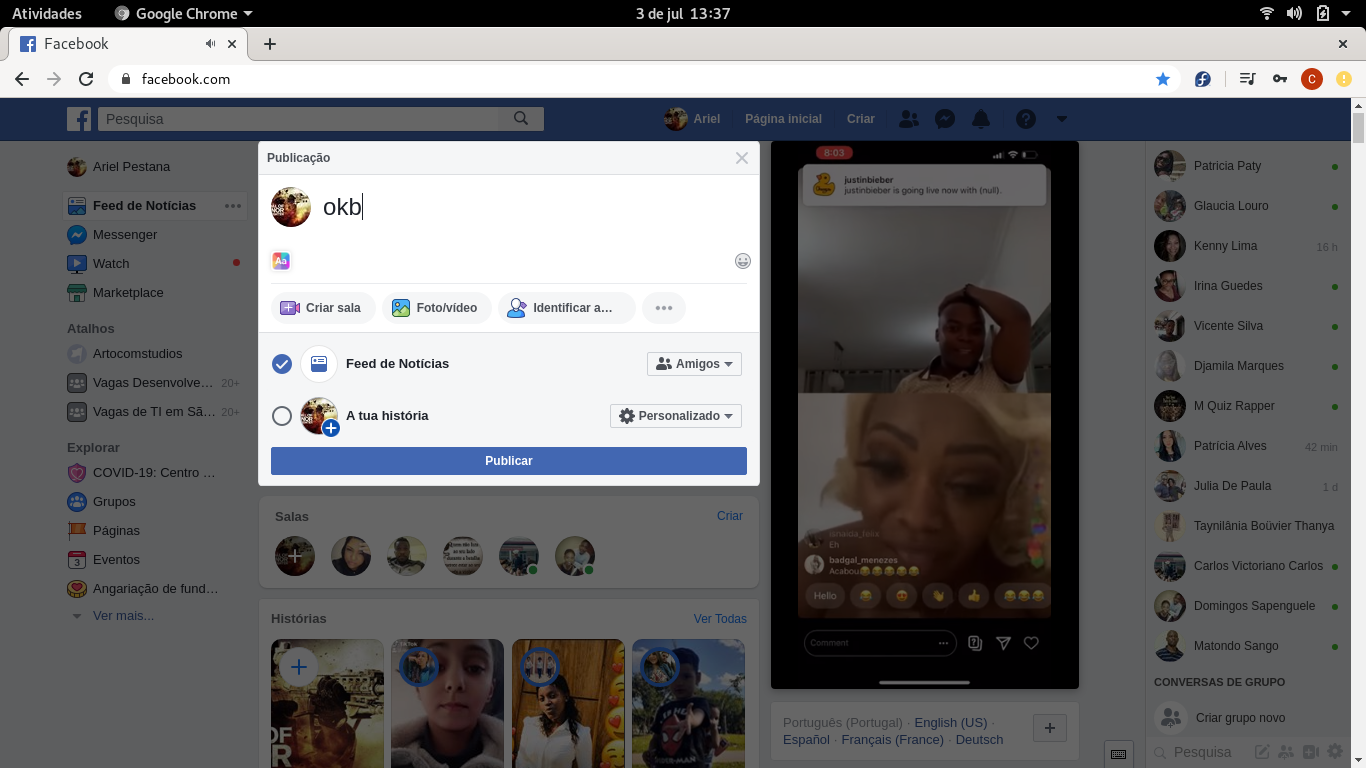 Atividades
Google Chrome
3 de jul 13:37
Facebook
facebook.com
C
Pesquisa
Ariel
Página inicial
Criar
Ariel Pestana
Feed de Notícias
Messenger
Watch
Marketplace
Atalhos
Artocomstudios
Vagas Desenvolve… 20+
Vagas de TI em Sã… 20+
Explorar
COVID-19: Centro …
Grupos
Páginas
Eventos
Angariação de fund…
Ver mais...
Publicação
okb
Aa
Criar sala
Foto/vídeo
Identificar a…
Feed de Notícias
Amigos
A tua história
Personalizado
Publicar
Salas
Criar
Histórias
Ver Todas
8:03
justinbieber
justinbieber is going live now with (null).
Eh
badgal_menezes
Acabou😂😂😂😂😂
Hello
Comment
Português (Portugal) · English (US) ·
Español · Français (France) · Deutsch
Patricia Paty
Glaucia Louro
Kenny Lima 16 h
Irina Guedes
Vicente Silva
Djamila Marques
M Quiz Rapper
Patrícia Alves 42 min
Julia De Paula 1 d
Taynilânia Boüvier Thanya
Carlos Victoriano Carlos
Domingos Sapenguele
Matondo Sango
CONVERSAS DE GRUPO
Criar grupo novo
Pesquisa